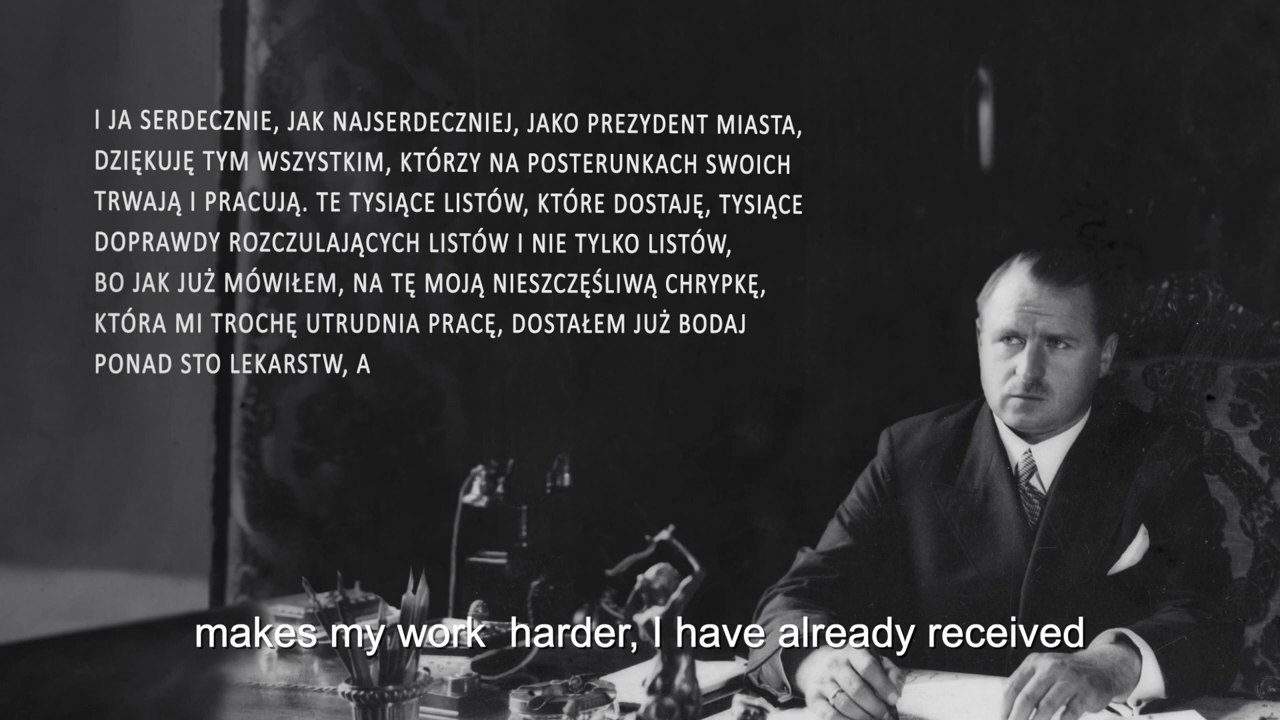 I JA SERDECZNIE, JAK NAJSERDECZNIEJ, JAKO PREZYDENT MIASTA,
DZIĘKUJĘ TYM WSZYSTKIM, KTÓRZY NA POSTERUNKACH SWOICH
TRWAJĄ I PRACUJĄ. TE TYSIĄCE LISTÓW, KTÓRE DOSTAJĘ, TYSIĄCE
DOPRAWDY ROZCZULAJĄCYCH LISTÓW I NIE TYLKO LISTÓW,
BO JAK JUŻ MÓWIŁEM, NA TĘ MOJĄ NIESZCZĘŚLIWĄ CHRYPKĘ,
KTÓRA MI TROCHĘ UTRUDNIA PRACĘ, DOSTAŁEM JUŻ BODAJ
PONAD STO LEKARSTW, A
makes my work harder, I have already received